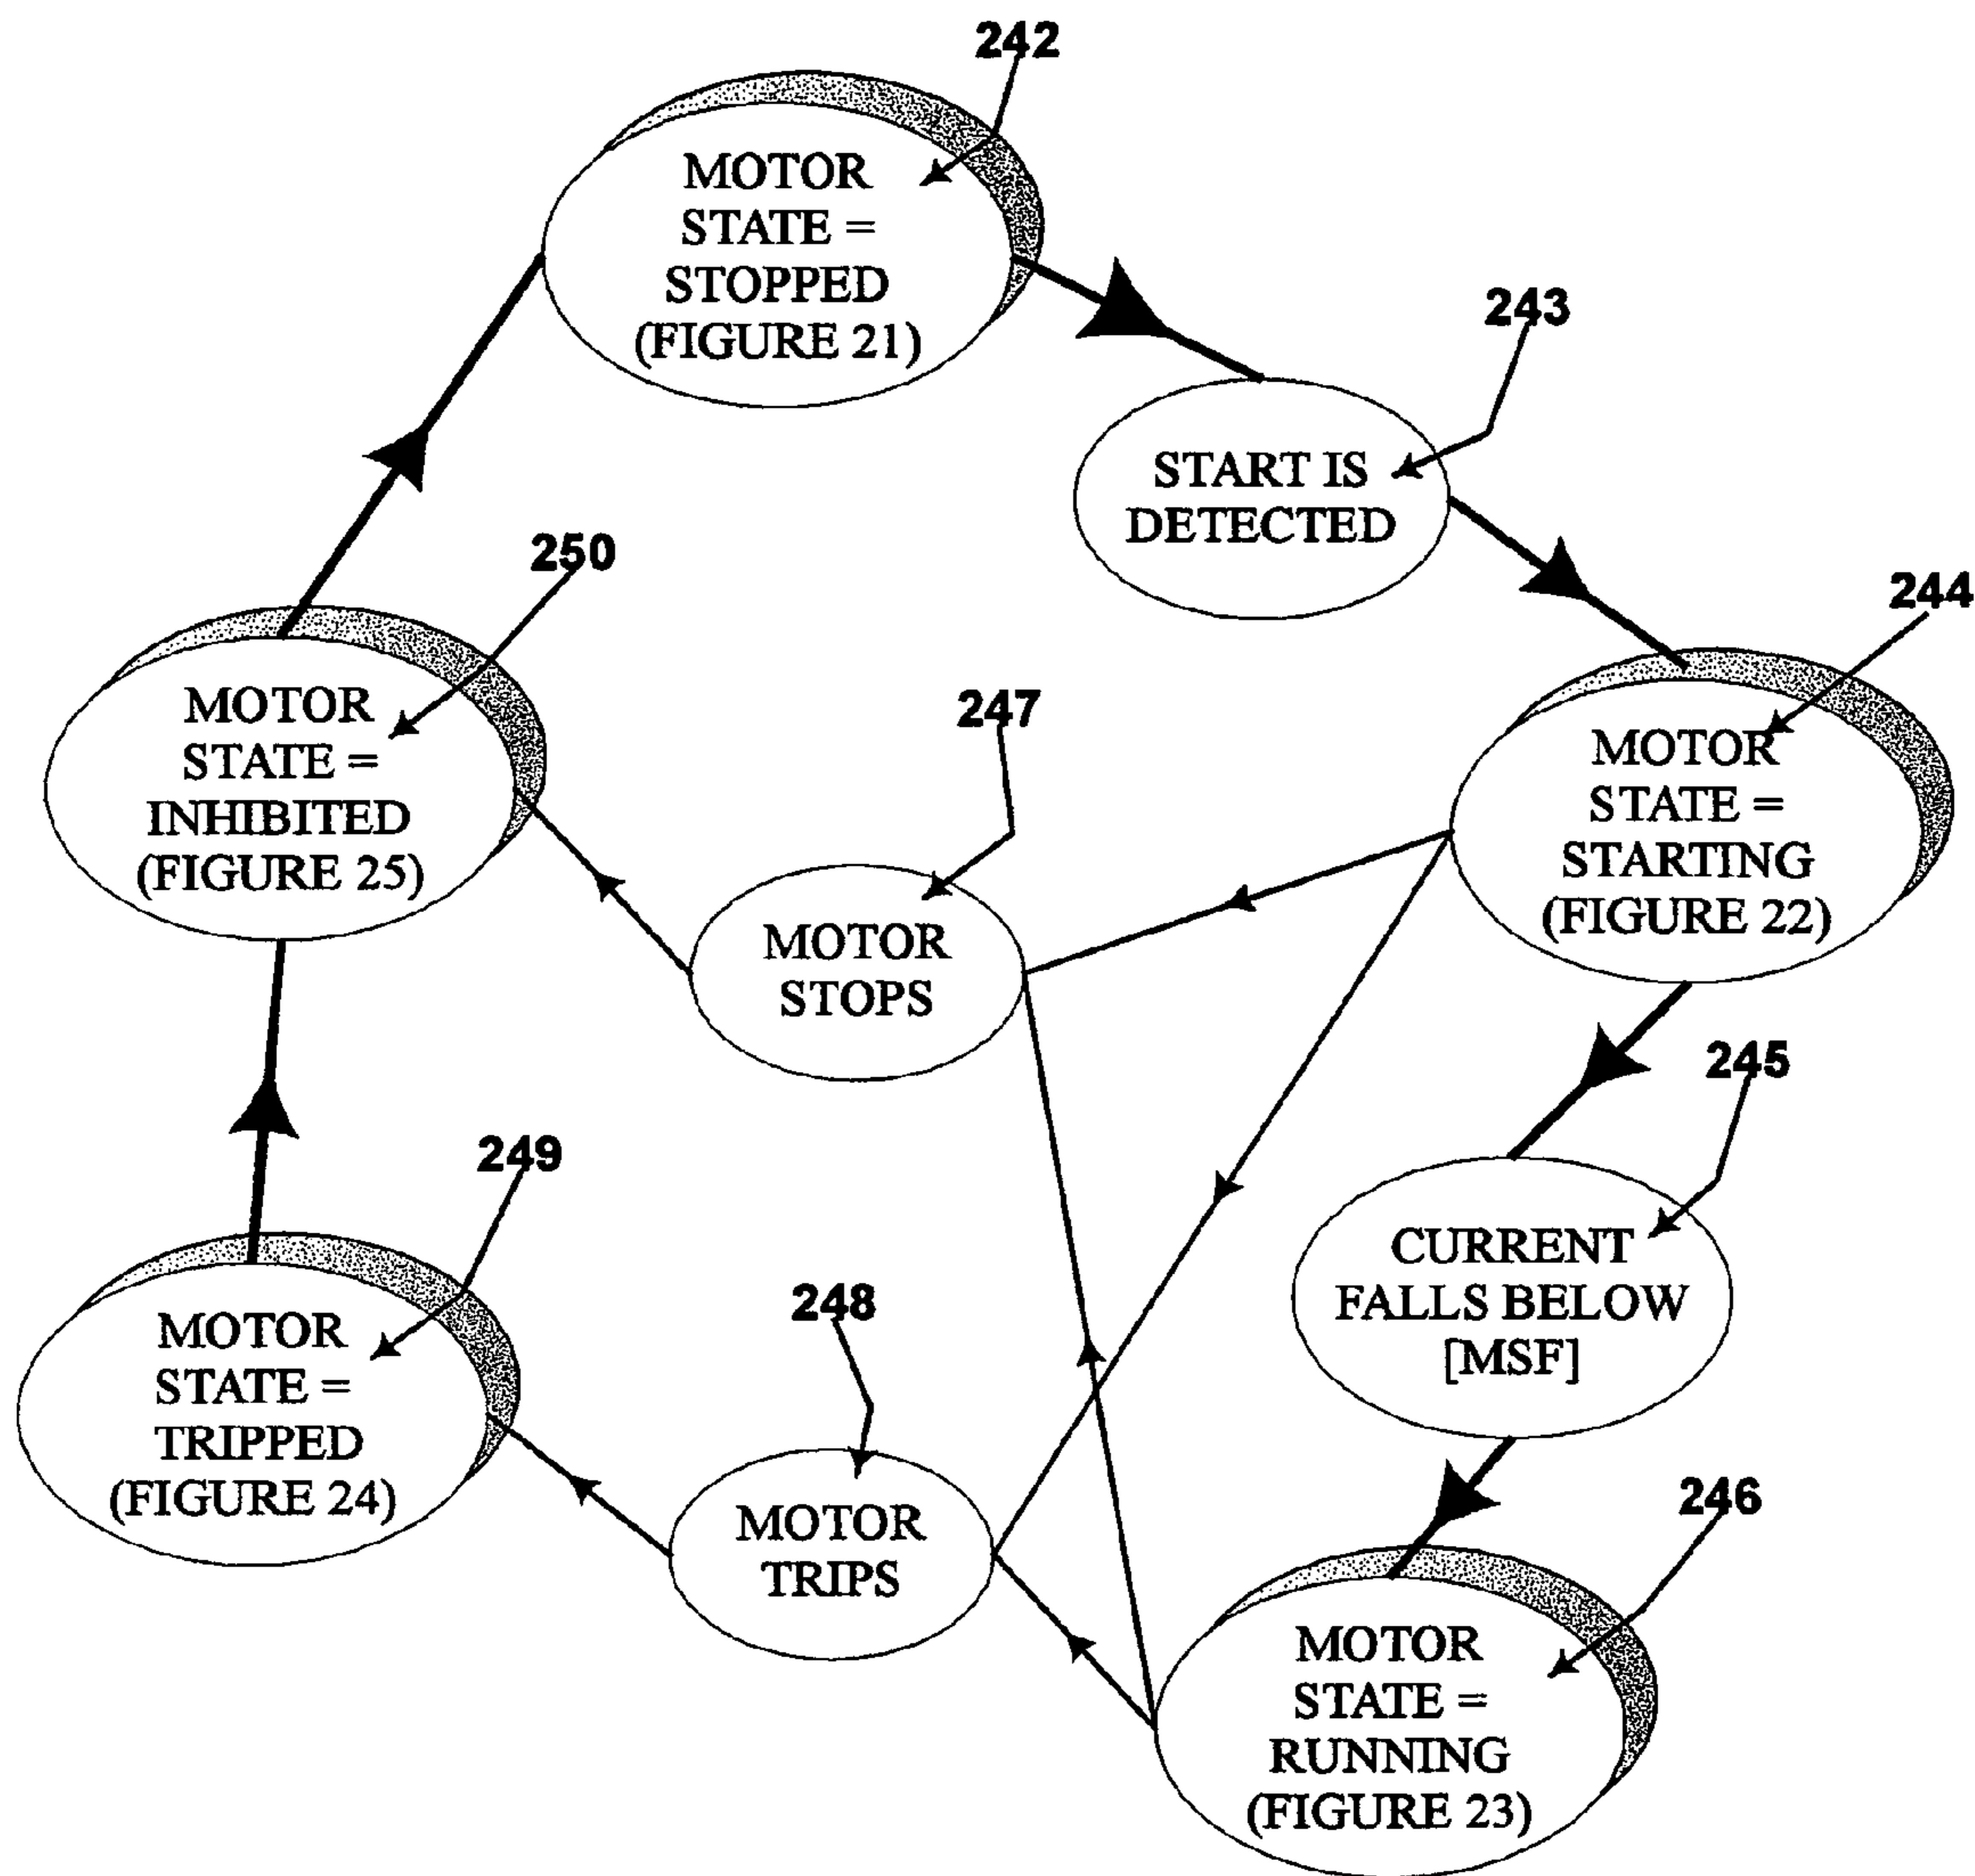 242
MOTOR
STATE =
STOPPED
(FIGURE 21)
243
START IS
DETECTED
244
MOTOR
STATE =
STARTING
(FIGURE 22)
250
MOTOR
STATE =
INHIBITED
(FIGURE 25)
247
MOTOR
STOPS
245
CURRENT
FALLS BELOW
[MSF]
249
MOTOR
STATE =
TRIPPED
(FIGURE 24)
248
MOTOR
TRIPS
246
MOTOR
STATE =
RUNNING
(FIGURE 23)